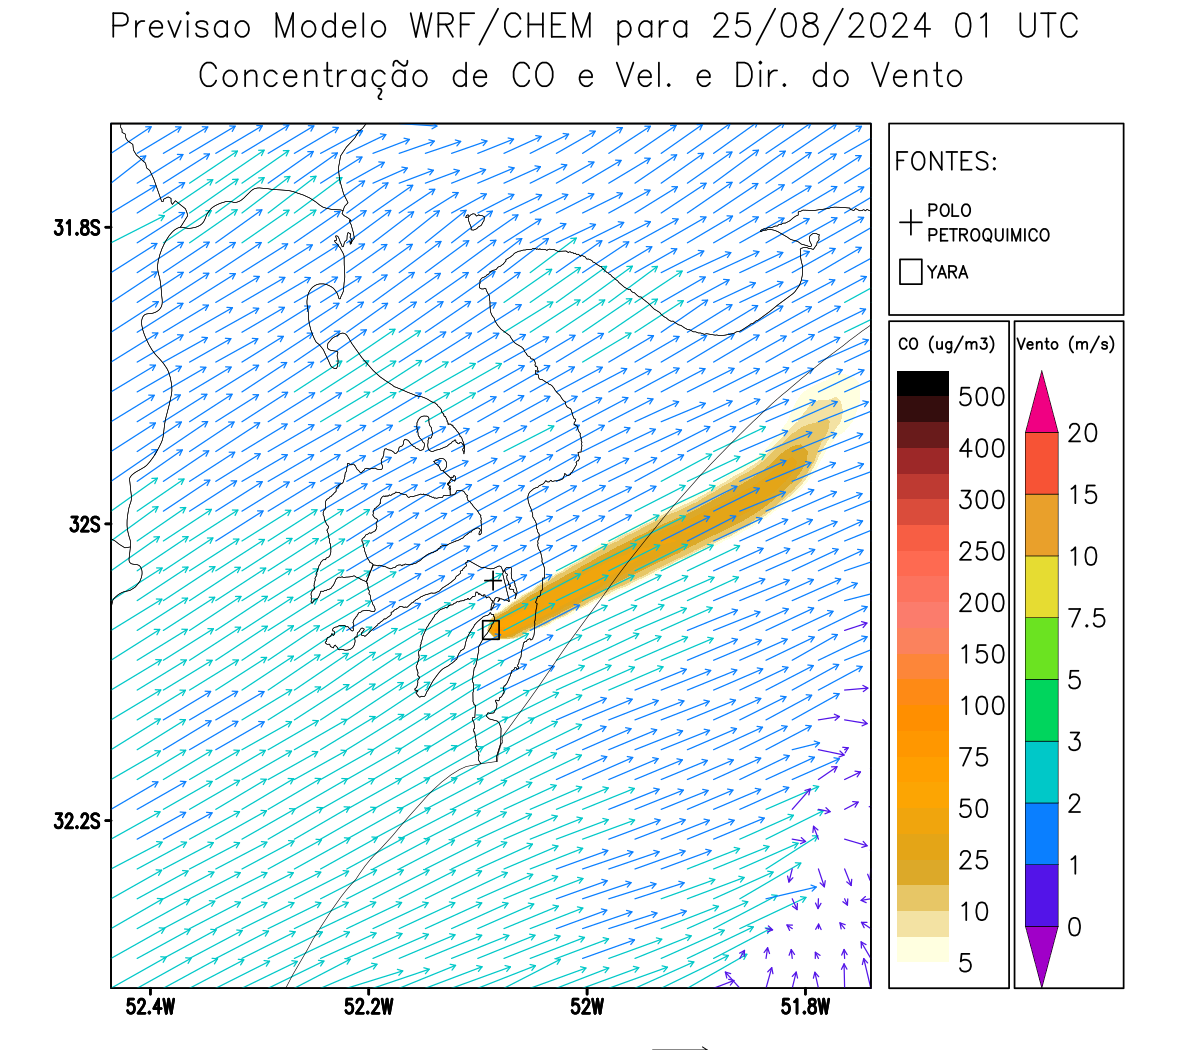 Previsao Modelo WRF/CHEM para 25/08/2024 01 UTC
Concentração de CO e Vel. e Dir. do Vento
FONTES:
POLO
PETROQUIMICO
YARA
CO (ug/m3)
500
400
300
250
200
150
100
75
50
25
10
5
Vento (m/s)
20
15
10
7.5
5
3
2
1
0
31.8S
32S
32.2S
52.4W
52.2W
52W
51.8W